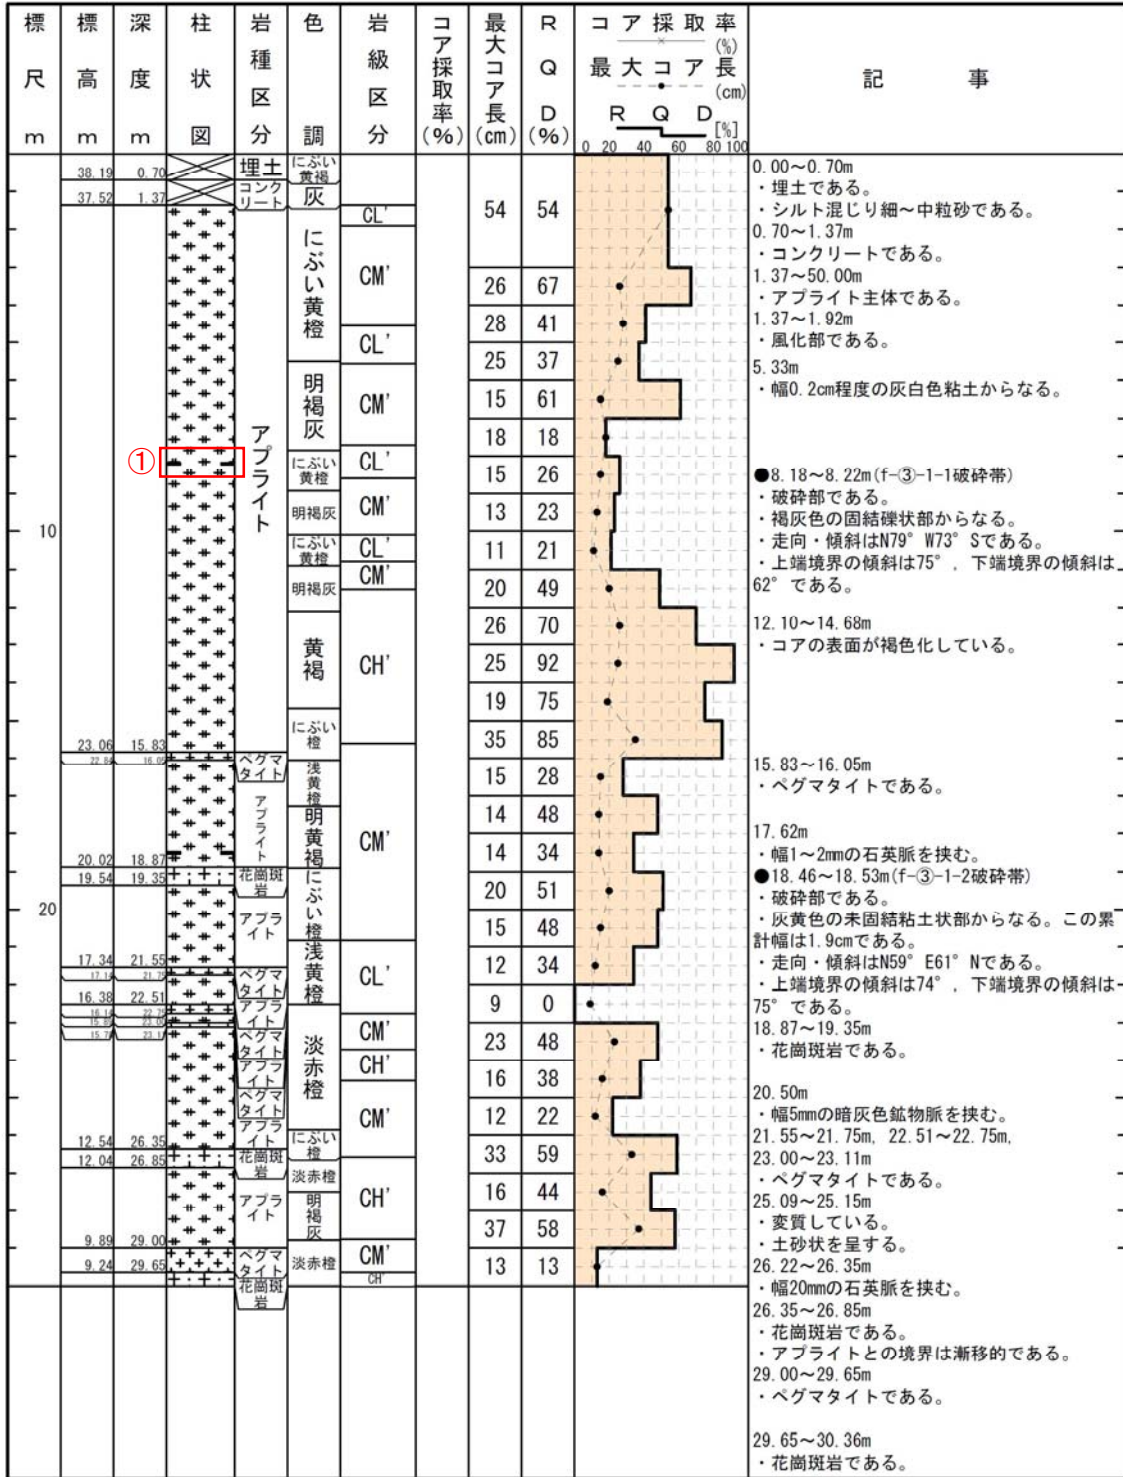 標尺 m
標高 m
深度 m
柱状図
岩種区分
色調
岩級区分
コア採取率(%)
最大コア長(cm)
RQD(%)
コア採取率(%)
最大コア長(cm)
RQD[%]
0 20 40 60 80 100
記事
38.19 0.70 埋土 にぶい黄褐
37.52 1.37 コンクリート 灰
10
20
23.06 15.83
22.84 16.05
20.02 18.87
19.54 19.35
17.34 21.55
17.14 21.75
16.38 22.51
16.14 22.75
15.89 23.00
15.78 23.11
12.54 26.35
12.04 26.85
9.89 29.00
9.24 29.65
①
アプライト
ペグマタイト
アプライト
花崗斑岩
アプライト
ペグマタイト
アプライト
ペグマタイト
アプライト
ペグマタイト
アプライト
花崗斑岩
アプライト
ペグマタイト
花崗斑岩
にぶい黄橙
明褐灰
にぶい黄橙
明褐灰
にぶい黄橙
明褐灰
黄褐
にぶい橙
浅黄橙
明黄褐
にぶい橙
浅黄橙
淡赤橙
にぶい橙
淡赤橙
明褐灰
淡赤橙
CL'
CM'
CL'
CM'
CL'
CM'
CL'
CM'
CH'
CM'
CL'
CM'
CH'
CM'
CH'
CM'
CH'
54 54
26 67
28 41
25 37
15 61
18 18
15 26
13 23
11 21
20 49
26 70
25 92
19 75
35 85
15 28
14 48
14 34
20 51
15 48
12 34
9 0
23 48
16 38
12 22
33 59
16 44
37 58
13 13
0.00～0.70m
・埋土である。
・シルト混じり細～中粒砂である。
0.70～1.37m
・コンクリートである。
1.37～50.00m
・アプライト主体である。
1.37～1.92m
・風化部である。
5.33m
・幅0.2cm程度の灰白色粘土からなる。
●8.18～8.22m(f-③-1-1破砕帯)
・破砕部である。
・褐灰色の固結礫状部からなる。
・走向・傾斜はN79°W73°Sである。
・上端境界の傾斜は75°, 下端境界の傾斜は
62°である。
12.10～14.68m
・コアの表面が褐色化している。
15.83～16.05m
・ペグマタイトである。
17.62m
・幅1～2mmの石英脈を挟む。
●18.46～18.53m(f-③-1-2破砕帯)
・破砕部である。
・灰黄色の未固結粘土状部からなる。この累
計幅は1.9cmである。
・走向・傾斜はN59°E61°Nである。
・上端境界の傾斜は74°, 下端境界の傾斜は
75°である。
18.87～19.35m
・花崗斑岩である。
20.50m
・幅5mmの暗灰色鉱物脈を挟む。
21.55～21.75m, 22.51～22.75m,
23.00～23.11m
・ペグマタイトである。
25.09～25.15m
・変質している。
・土砂状を呈する。
26.22～26.35m
・幅20mmの石英脈を挟む。
26.35～26.85m
・花崗斑岩である。
・アプライトとの境界は漸移的である。
29.00～29.65m
・ペグマタイトである。
29.65～30.36m
・花崗斑岩である。